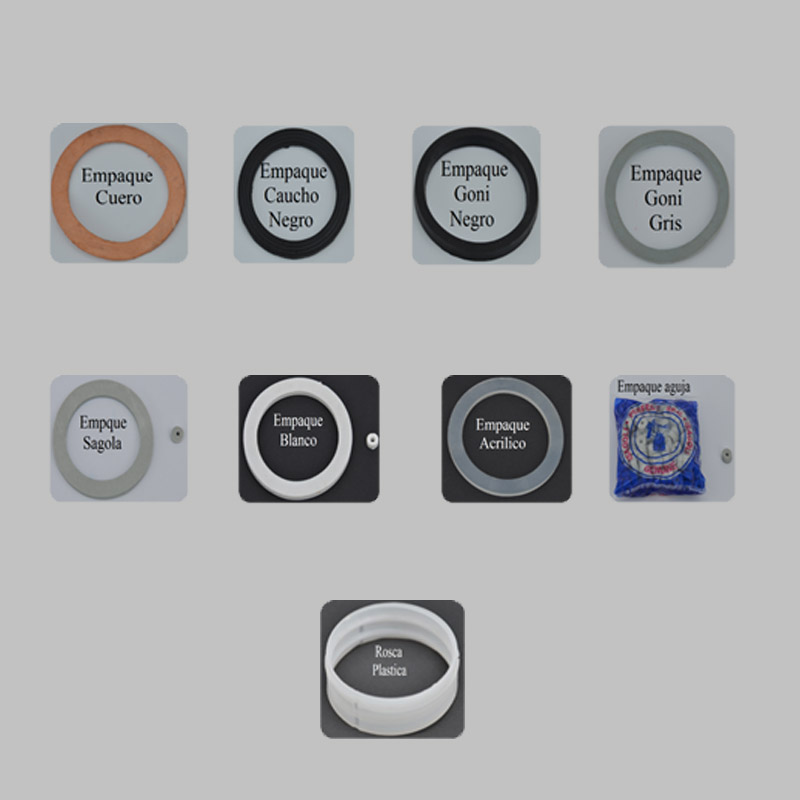 Empaque
Cuero
Empaque
Caucho
Negro
Empaque
Goni
Negro
Empaque
Goni
Gris
Empque
Sagola
Empaque
Blanco
Empaque
Acrilico
Empaque aguja
Rosca
Plastica